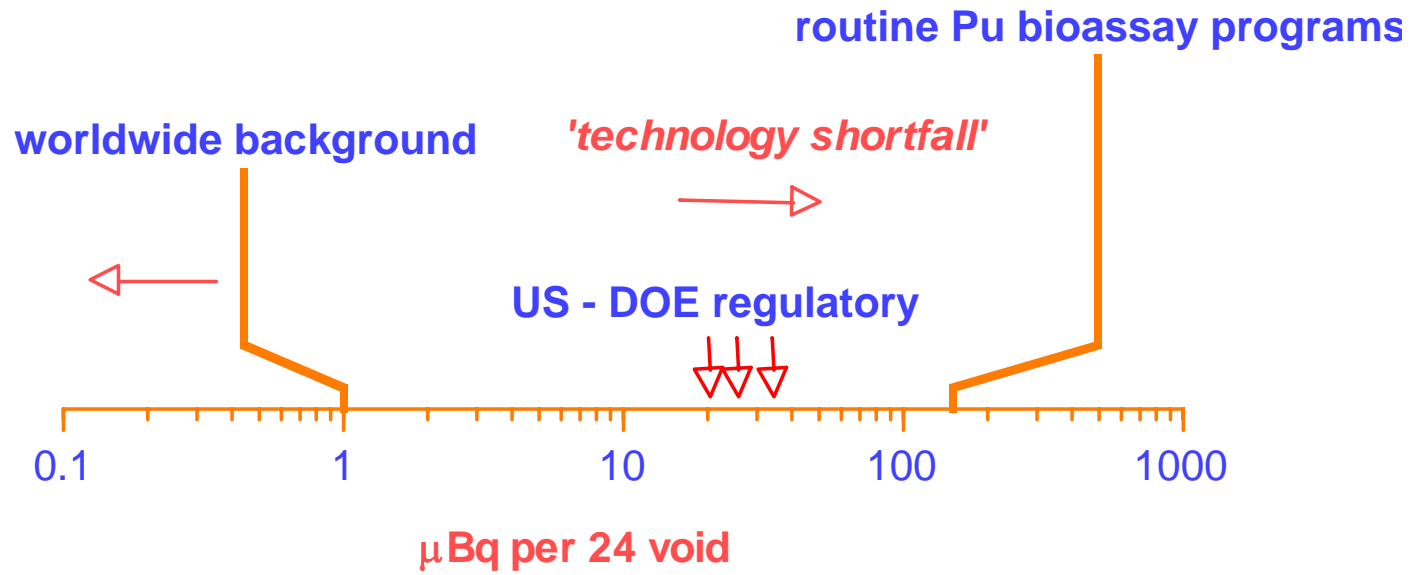 routine Pu bioassay programs
worldwide background
'technology shortfall'
US - DOE regulatory
0.1 1 10 100 1000
μBq per 24 void